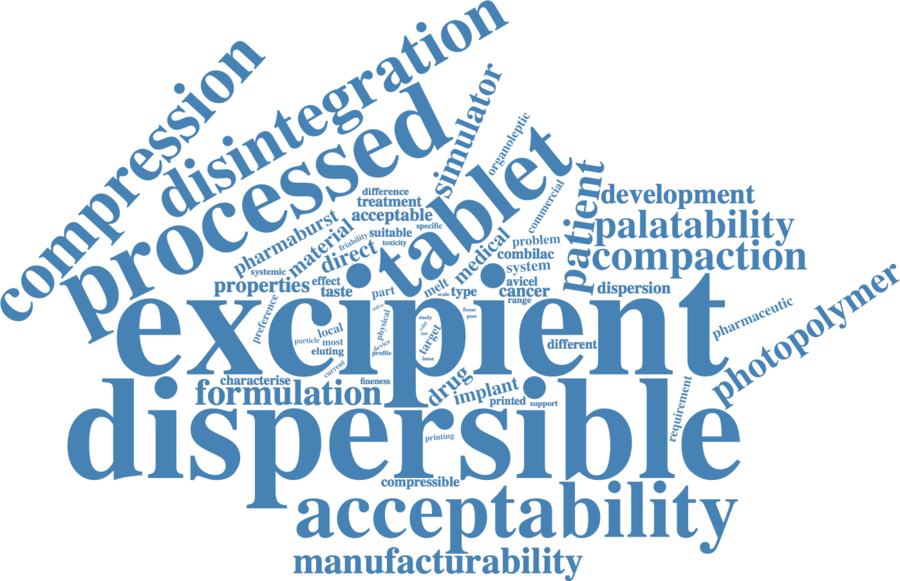 compression
disintegration
processed
simulator
organoleptic
tablet
commercial
patient
development
palatability
compaction
difference
treatment
acceptable
specific
pharmaburst
material
friability
suitable
toxicity
direct
medical
problem
combilac
system
systemic
properties
effect
taste
part
melt
scale
type
avicel
cancer
range
dispersion
excipient
preference
local
particle
most
eluting
current
physical
device
profile
study
target
issue
focus
poor
different
pharmaceutic
photopolymer
characterise
formulation
fineness
drug
implant
printed
support
requirement
dispersible
printing
compressible
acceptability
manufacturability